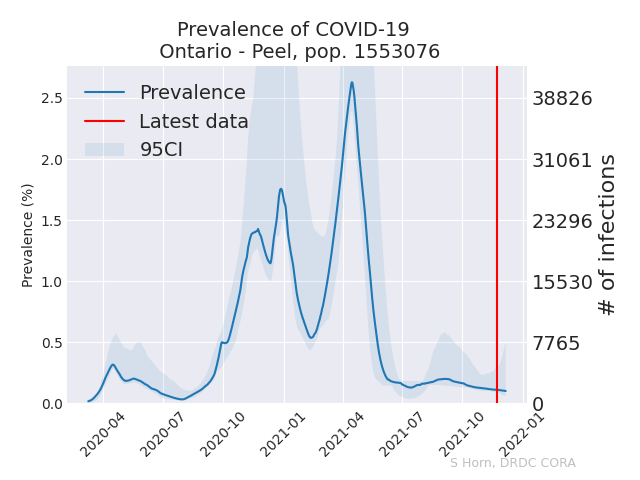 Prevalence of COVID-19
Ontario - Peel, pop. 1553076
Prevalence
Latest data
95CI
Prevalence (%)
2.5
2.0
1.5
1.0
0.5
0.0
38826
31061
23296
15530
7765
0
# of infections
2020-04
2020-07
2020-10
2021-01
2021-04
2021-07
2021-10
2022-01
S Horn, DRDC CORA